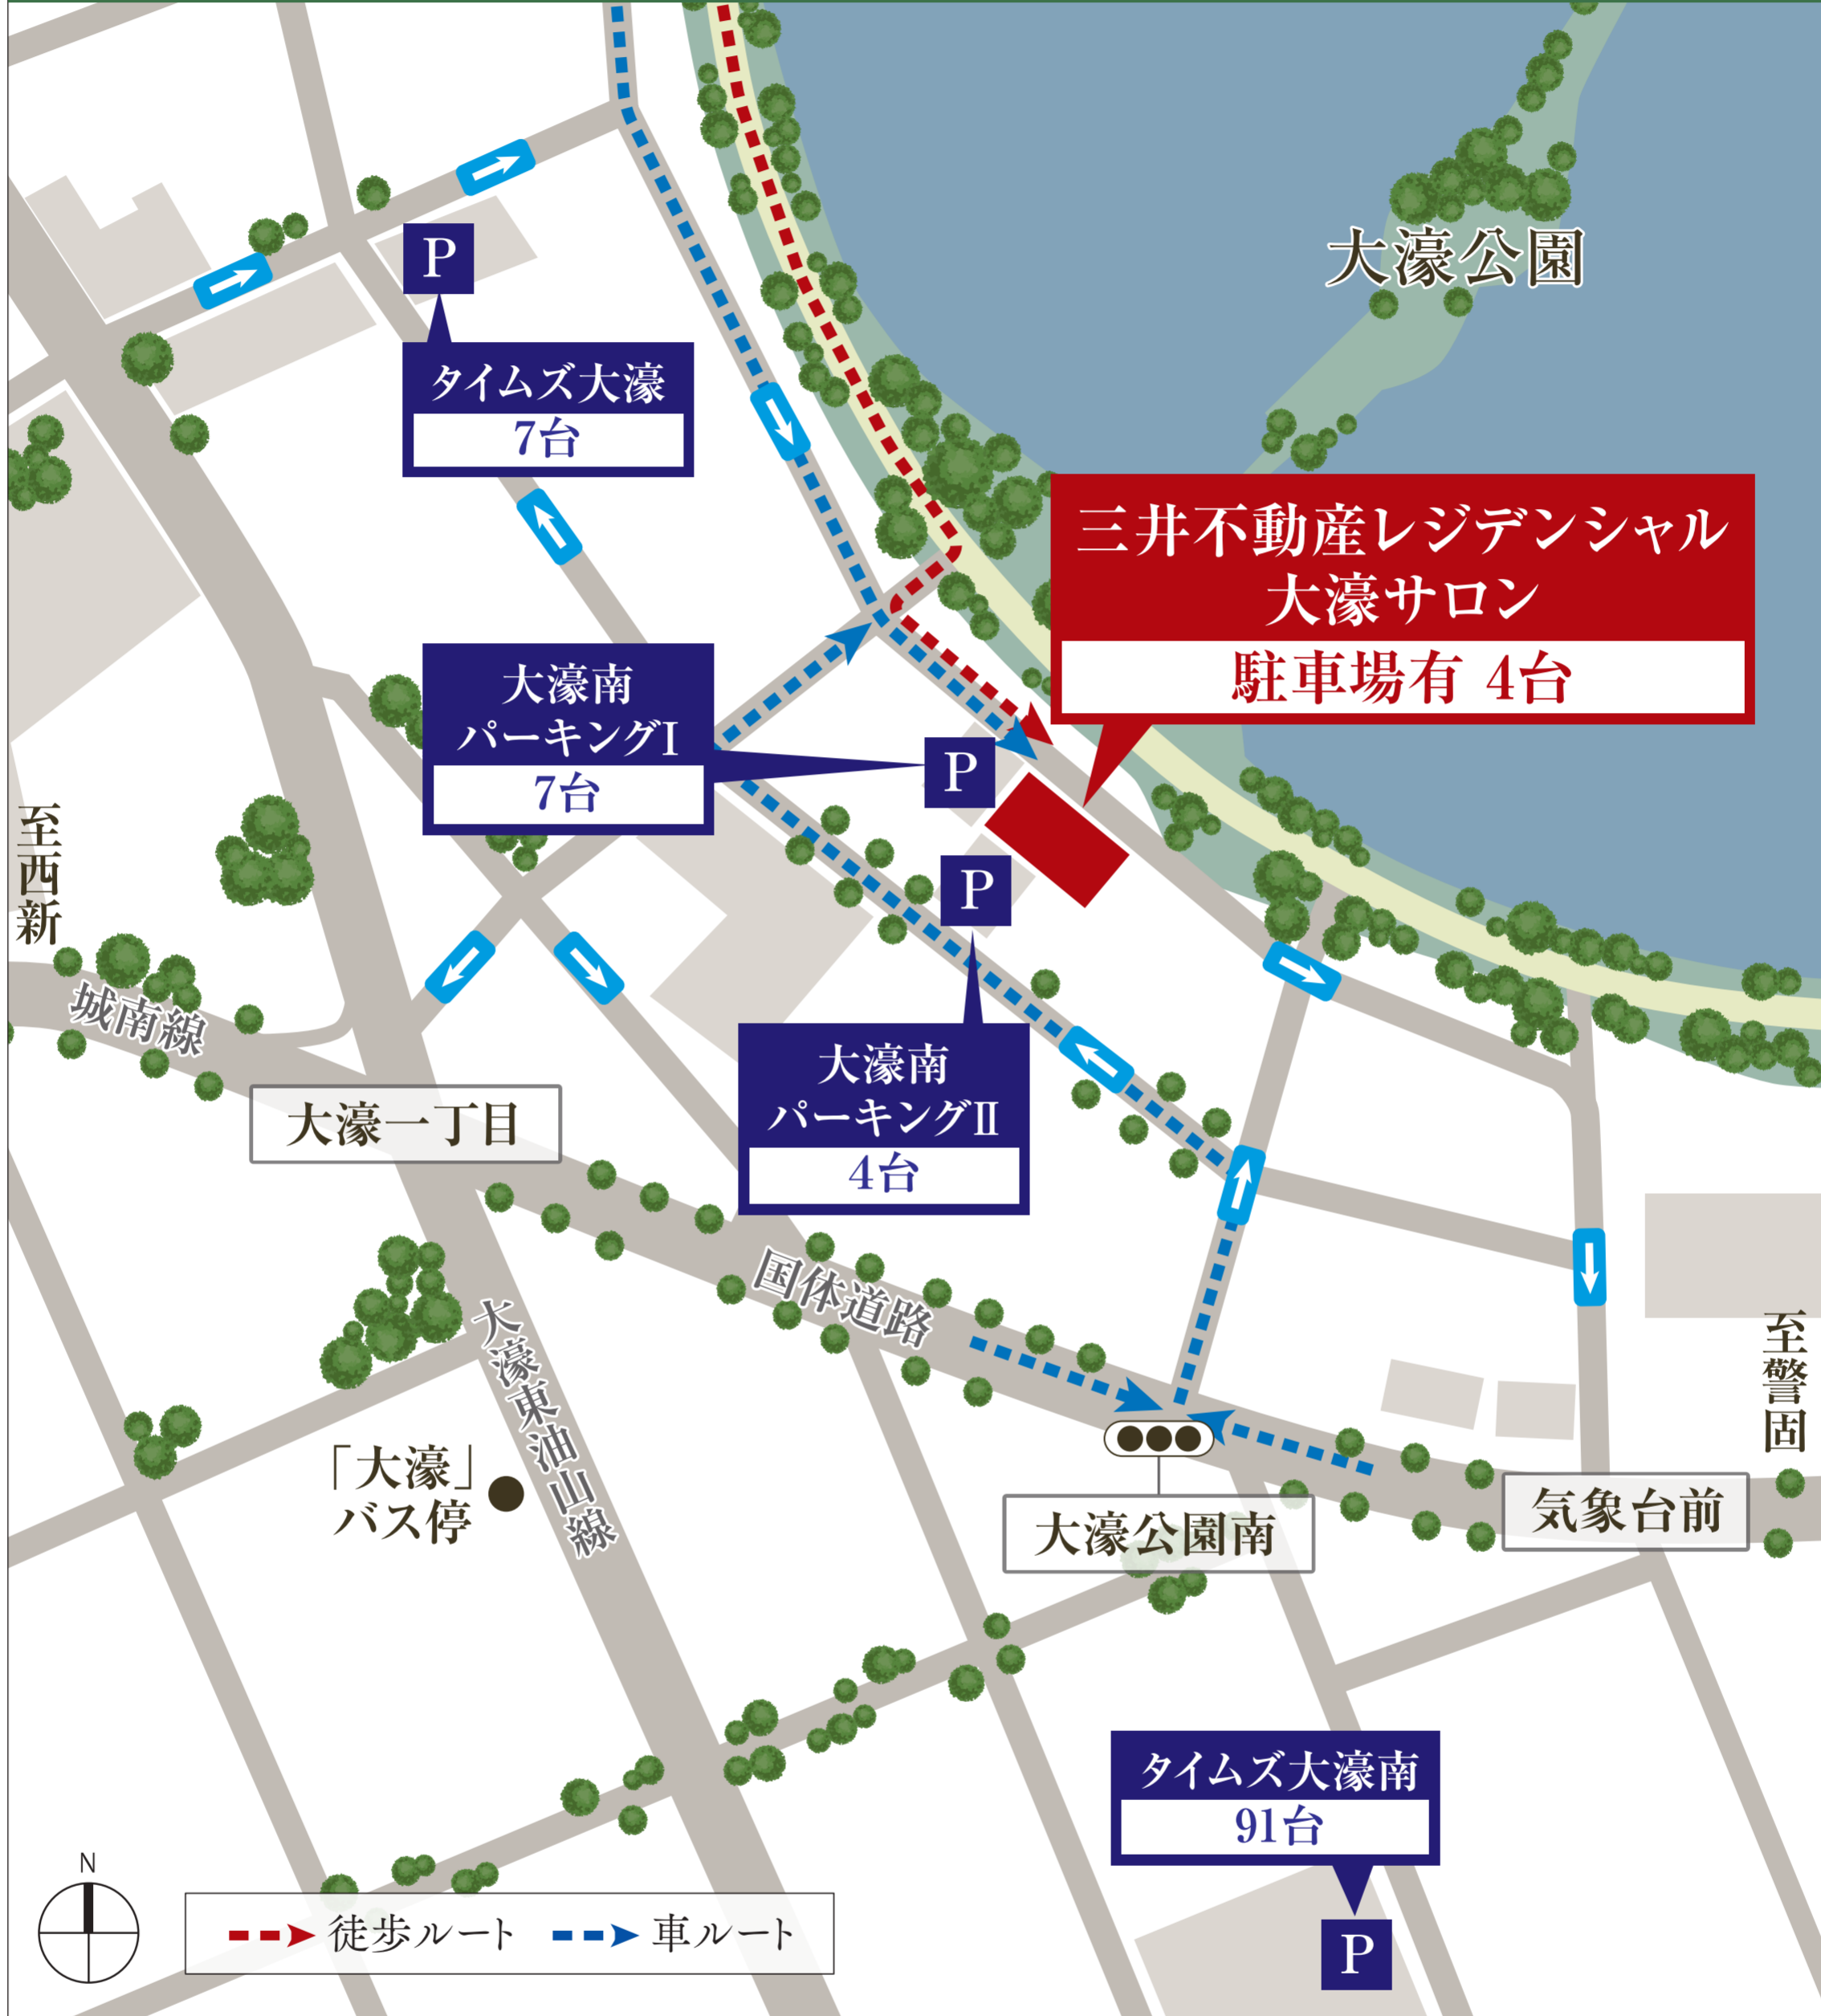 大濠公園
P
タイムズ大濠
7台
三井不動産レジデンシャル
大濠サロン
駐車場有 4台
大濠南
パーキングI
7台
P
P
至西新
城南線
大濠南
パーキングII
4台
大濠一丁目
国体道路
大濠東油山線
至警固
「大濠」
バス停
大濠公園南
気象台前
タイムズ大濠南
91台
P
N
徒歩ルート 車ルート